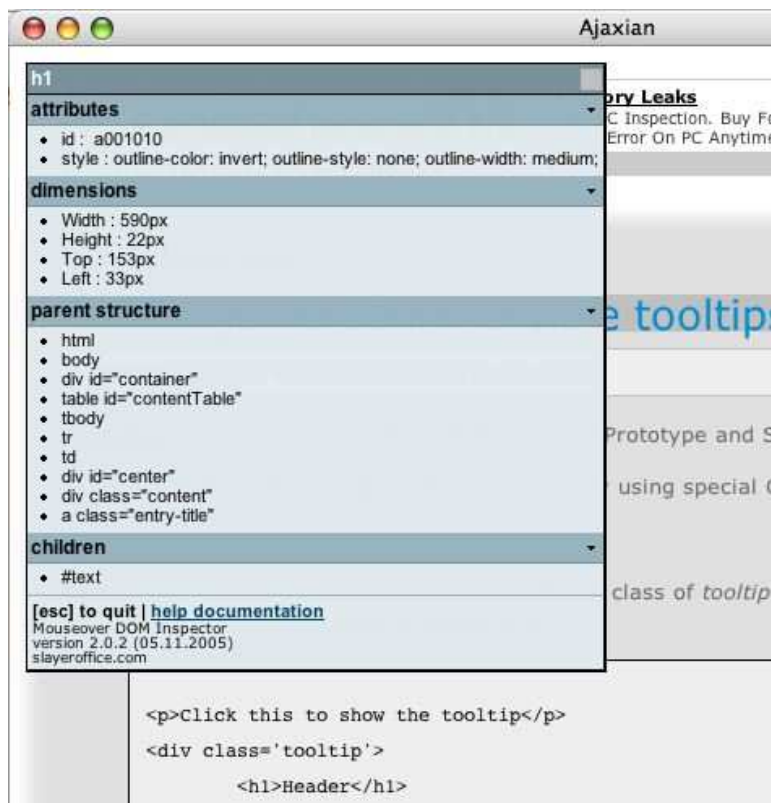 Ajaxian
h1
attributes
id : a001010
style : outline-color: invert; outline-style: none; outline-width: medium;
dimensions
Width : 590px
Height : 22px
Top : 153px
Left : 33px
parent structure
html
body
div id="container"
table id="contentTable"
tbody
tr
td
div id="center"
div class="content"
a class="entry-title"
children
#text
[esc] to quit | help documentation
Mouseover DOM Inspector
version 2.0.2 (05.11.2005)
slayeroffice.com
ory Leaks
C Inspection. Buy Fe
Error On PC Anytime
e tooltips
Prototype and S
using special
class of tooltip
<p>Click this to show the tooltip</p>
<div class='tooltip'>
<h1>Header</h1>